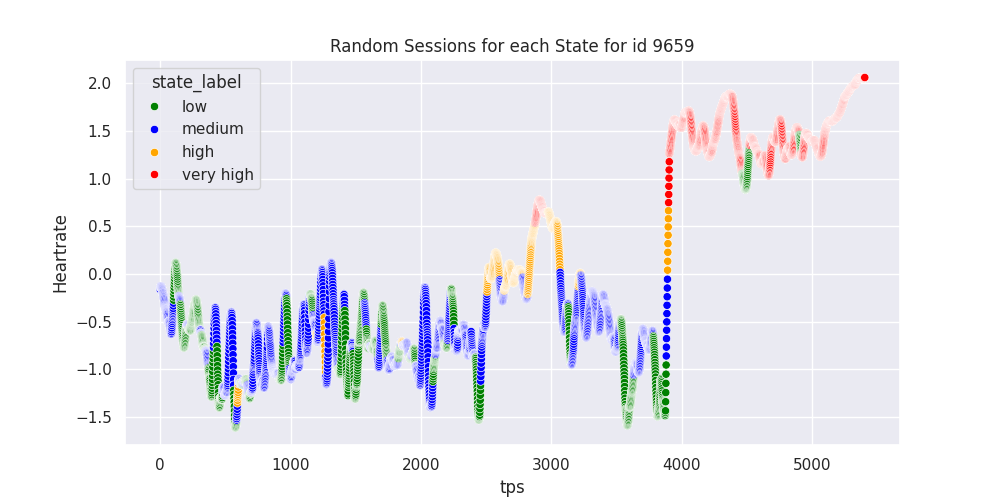 Random Sessions for each State for id 9659
state_label
low
medium
high
very high
Heartrate
2.0
1.5
1.0
0.5
0.0
−0.5
−1.0
−1.5
0 1000 2000 3000 4000 5000
tps